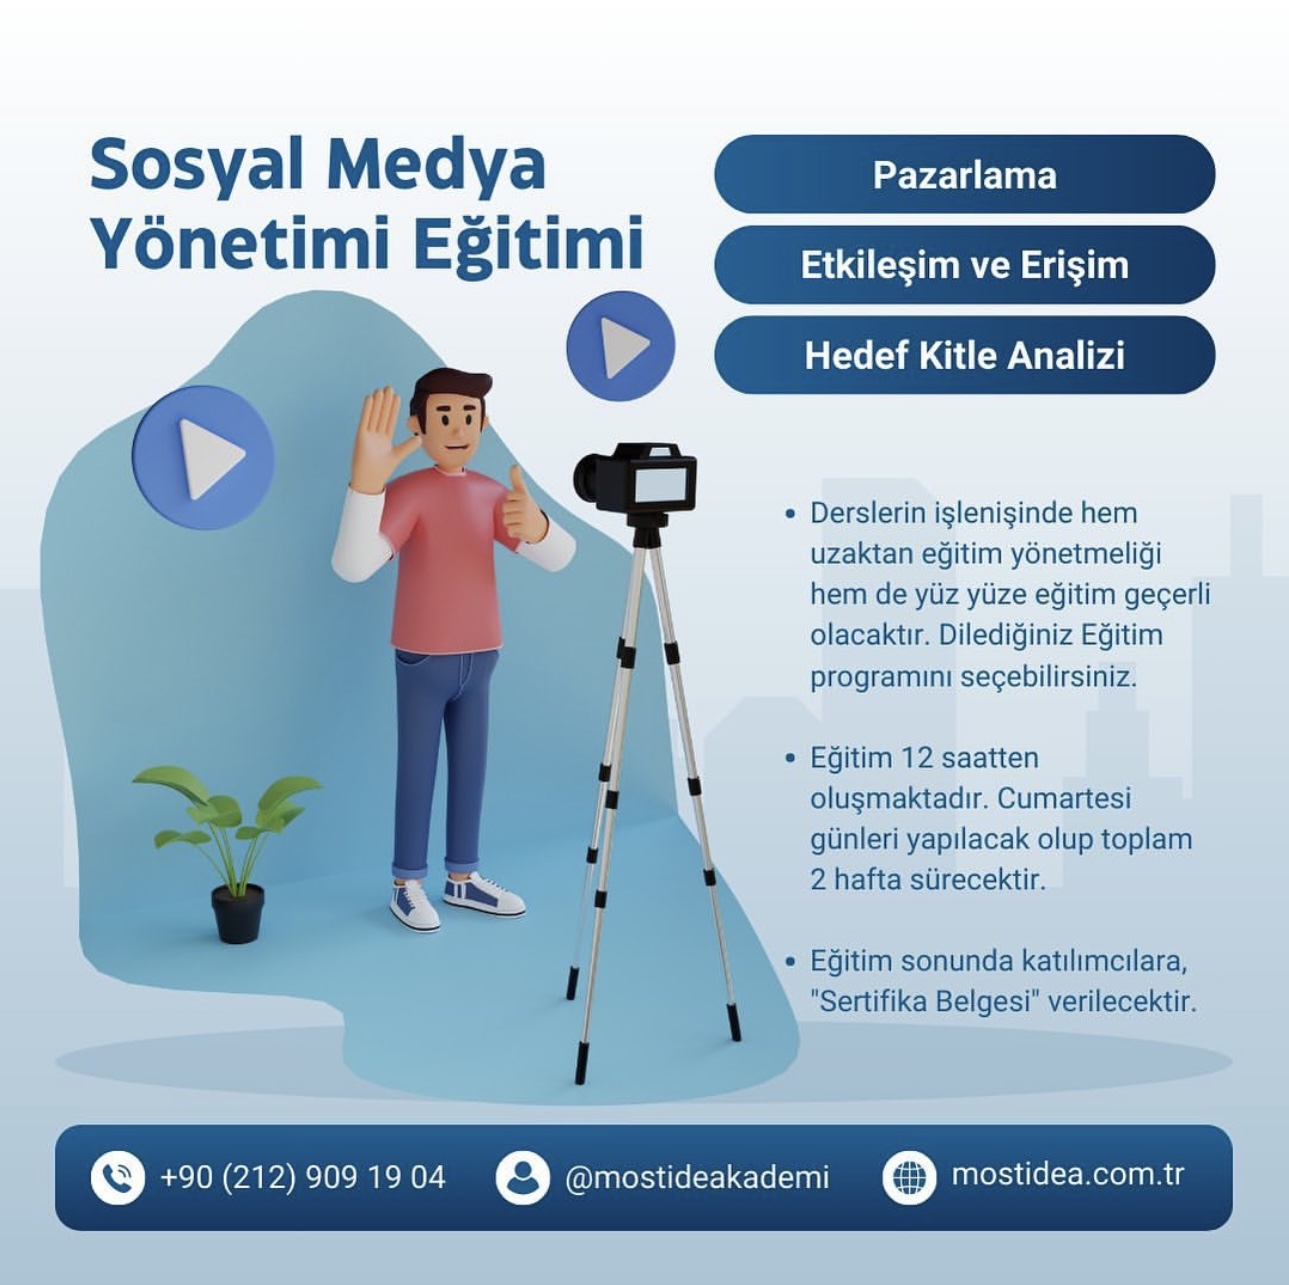 Sosyal Medya
Yönetimi Eğitimi
Pazarlama
Etkileşim ve Erişim
Hedef Kitle Analizi
• Derslerin işlenişinde hem
uzaktan eğitim yönetmeliği
hem de yüz yüze eğitim geçerli
olacaktır. Dilediğiniz Eğitim
programını seçebilirsiniz.
• Eğitim 12 saatten
oluşmaktadır. Cumartesi
günleri yapılacak olup toplam
2 hafta sürecektir.
• Eğitim sonunda katılımcılara,
"Sertifika Belgesi" verilecektir.
+90 (212) 909 19 04
@mostideakademi
mostidea.com.tr